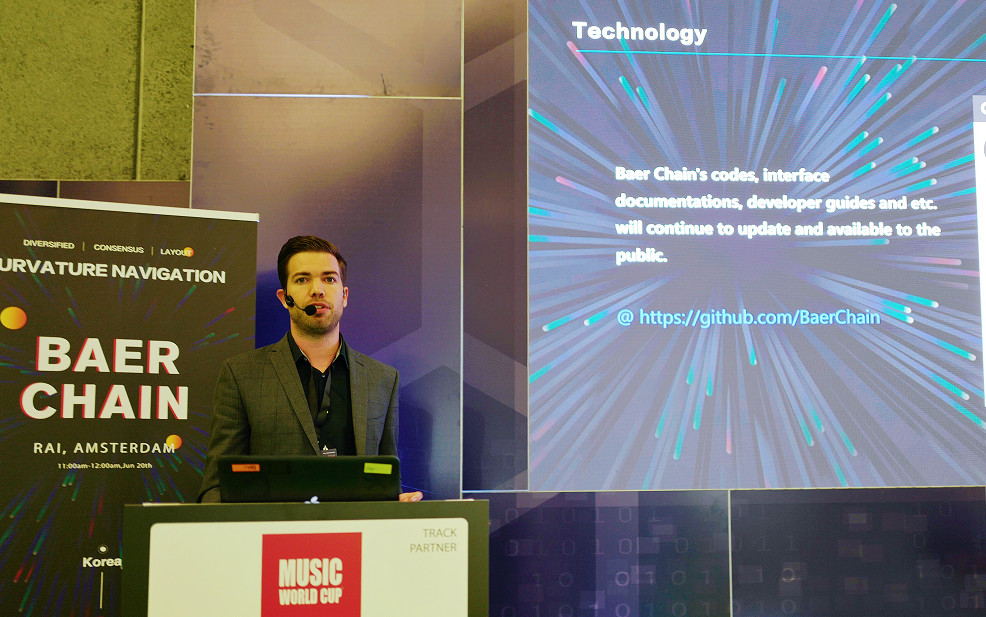 Technology
Baer Chain's codes, interface
documentations, developer guides and etc.
will continue to update and available to the
public.
@ https://github.com/BaerChain
DIVERSIFIED | CONSENSUS | LAYOUT
URVATURE NAVIGATION
BAER
CHAIN
RAI, AMSTERDAM
11:00am-12:00am,Jun 20th
Korea
TRACK
PARTNER
MUSIC
WORLD CUP